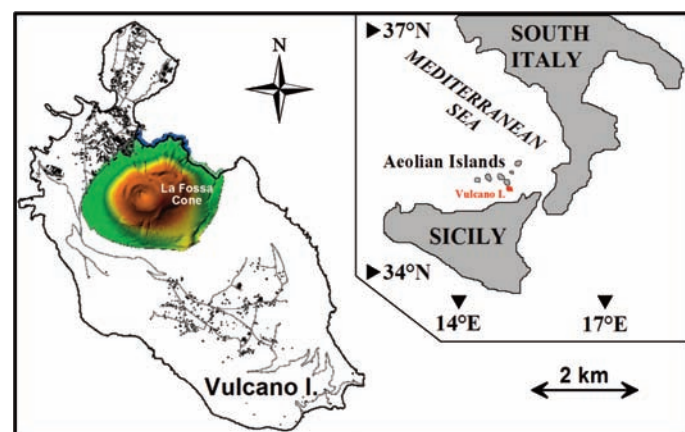 N
La Fossa
Cone
Vulcano I.
37°N
SOUTH
ITALY
MEDITERRANEAN
SEA
Aeolian Islands
Vulcano I.
SICILY
34°N
14°E
17°E
2 km